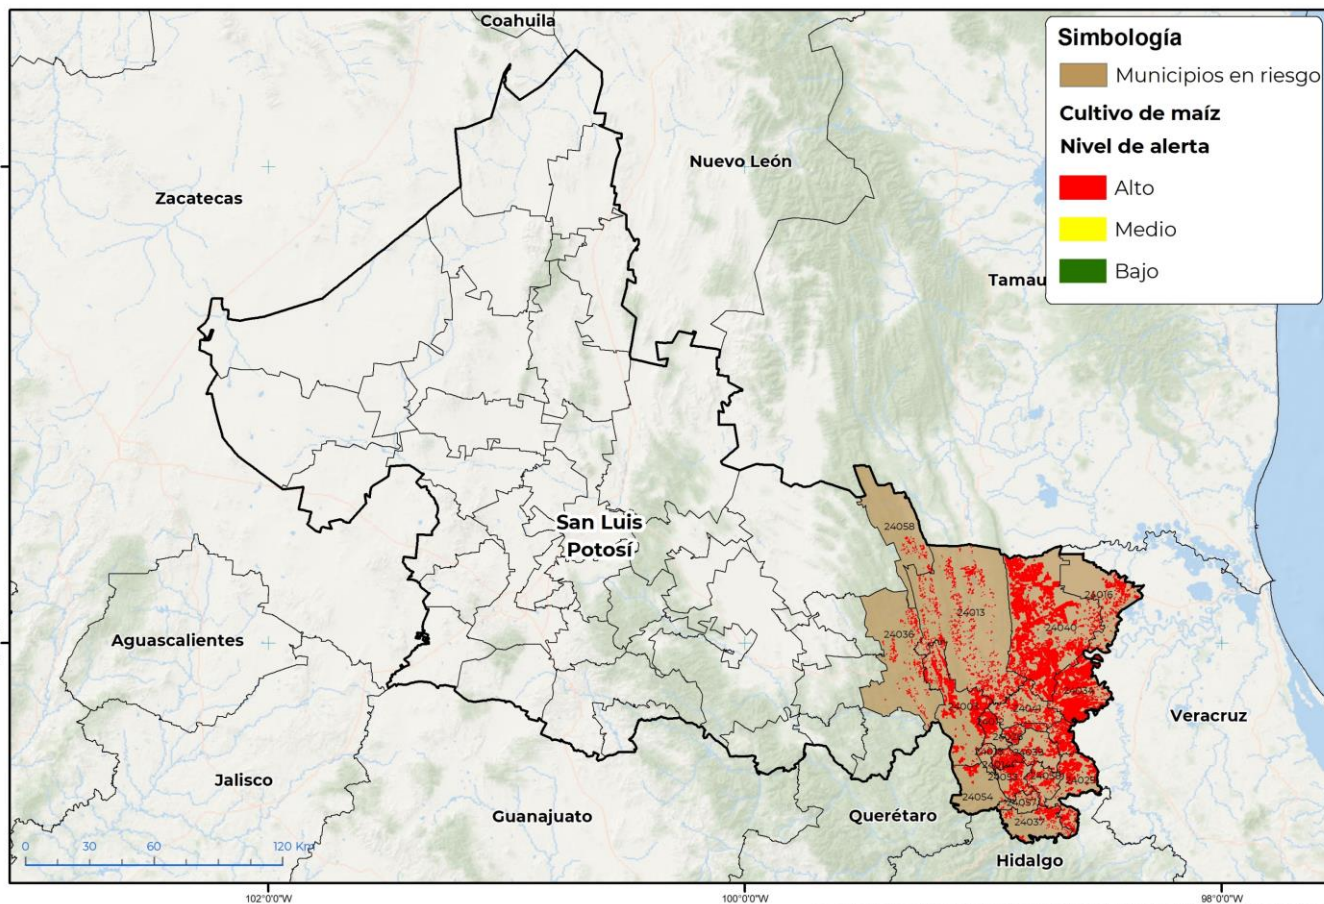 Coahuila
Simbología
Municipios en riesgo
Cultivo de maíz
Nivel de alerta
Alto
Medio
Bajo
Nuevo León
Zacatecas
Tamau
San Luis
Potosí
24058
24016
24013
24040
24036
Aguascalientes
Veracruz
Jalisco
Guanajuato
Querétaro
24054
24029
24057
24037
Hidalgo
0 30 60 120 Km
102°0'0"W
100°0'0"W
98°0'0"W